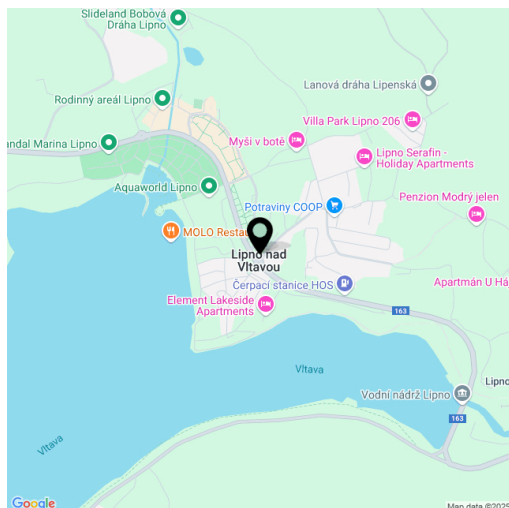 Slideland Bobová
Dráha Lipno
Lanová dráha Lipenská
Rodinný areál Lipno
Villa Park Lipno 206
Myši v botě
andal Marina Lipno
Lipno Serafin -
Holiday Apartments
Aquaworld Lipno
Penzion Modrý jelen
Potraviny COOP
MOLO Restau
Lipno nad
Vltavou
Čerpací stanice HOS
Apartmán U Há
Element Lakeside
Apartments
163
Vltava
Lipno
Vodní nádrž Lipno
163
Vltava
Google
Map data ©2025